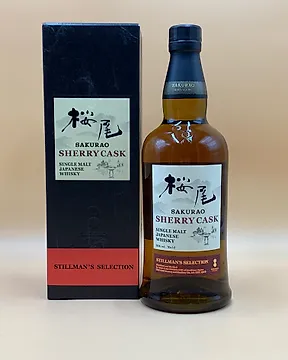 桜尾
SAKURAO
SHERRY CASK
SINGLE MALT
JAPANESE
WHISKY
STILLMAN'S SELECTION
桜尾
SAKURAO
SHERRY CASK
SINGLE MALT
JAPANESE
WHISKY
STILLMAN'S SELECTION